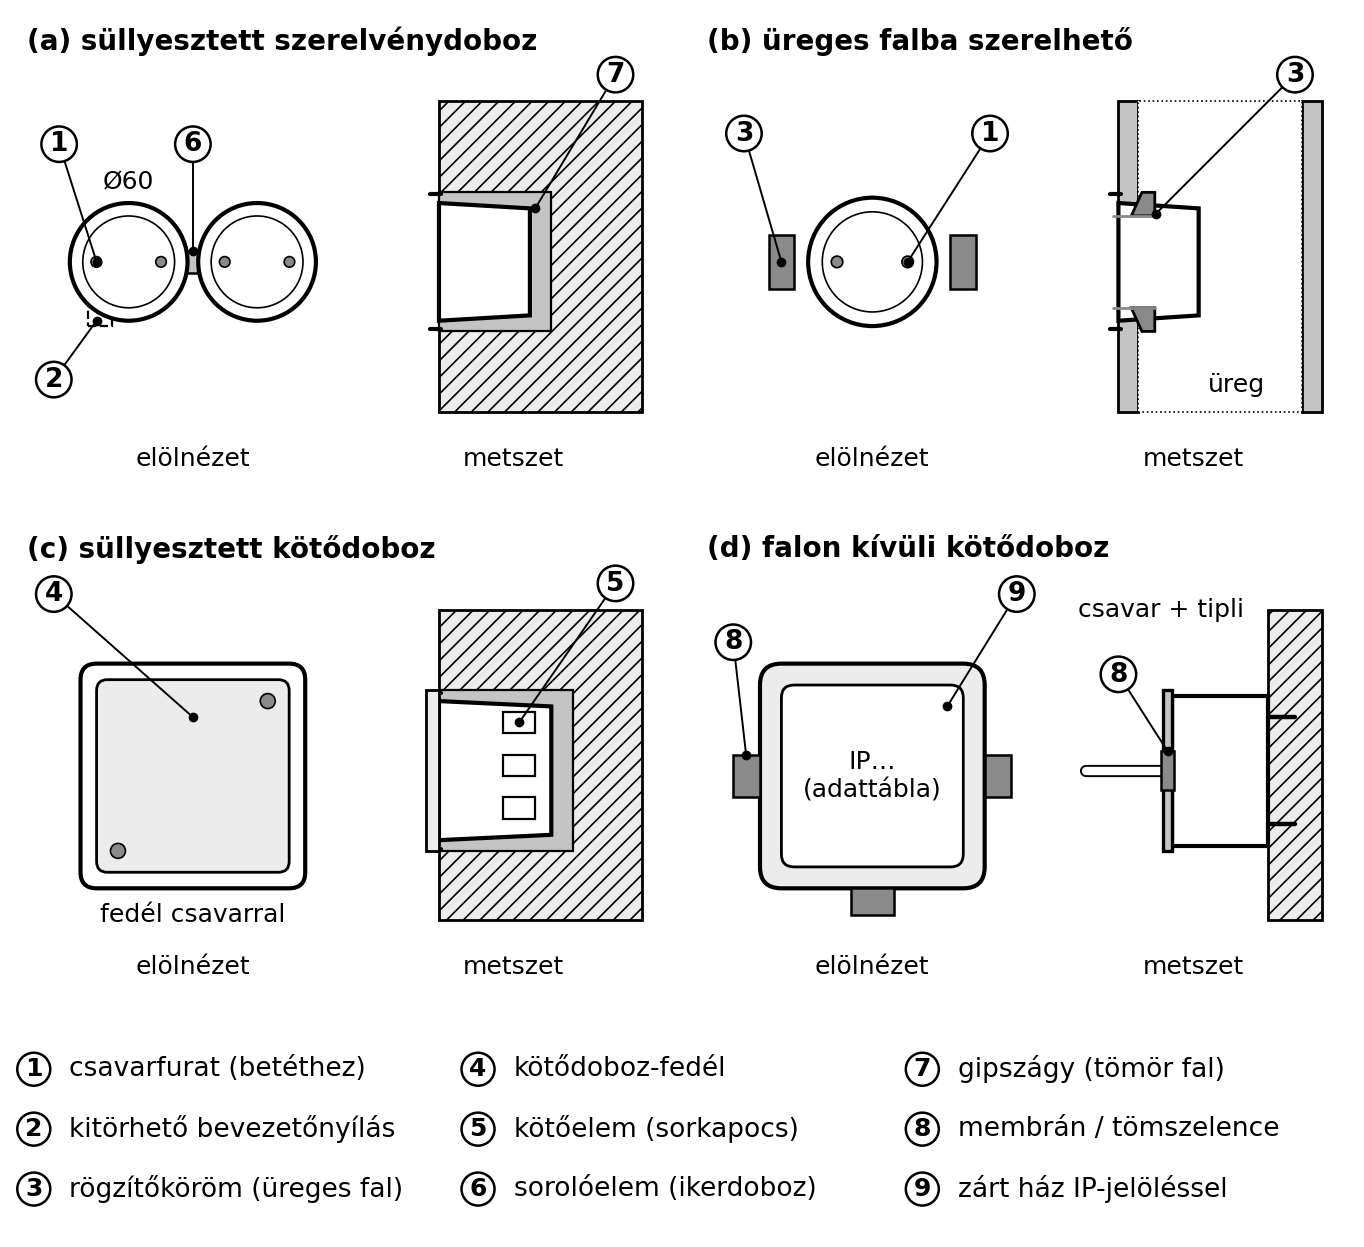 (a) süllyesztett szerelvénydoboz
(b) üreges falba szerelhető
7
3
1
6
3
1
Ø60
2
üreg
elölnézet
metszet
elölnézet
metszet
(c) süllyesztett kötődoboz
(d) falon kívüli kötődoboz
4
5
9
csavar + tipli
8
8
IP…
(adattábla)
fedél csavarral
elölnézet
metszet
elölnézet
metszet
1 csavarfurat (betéthez)
4 kötődoboz-fedél
7 gipszágy (tömör fal)
2 kitörhető bevezetőnyílás
5 kötőelem (sorkapocs)
8 membrán / tömszelence
3 rögzítőköröm (üreges fal)
6 sorolóelem (ikerdoboz)
9 zárt ház IP-jelöléssel